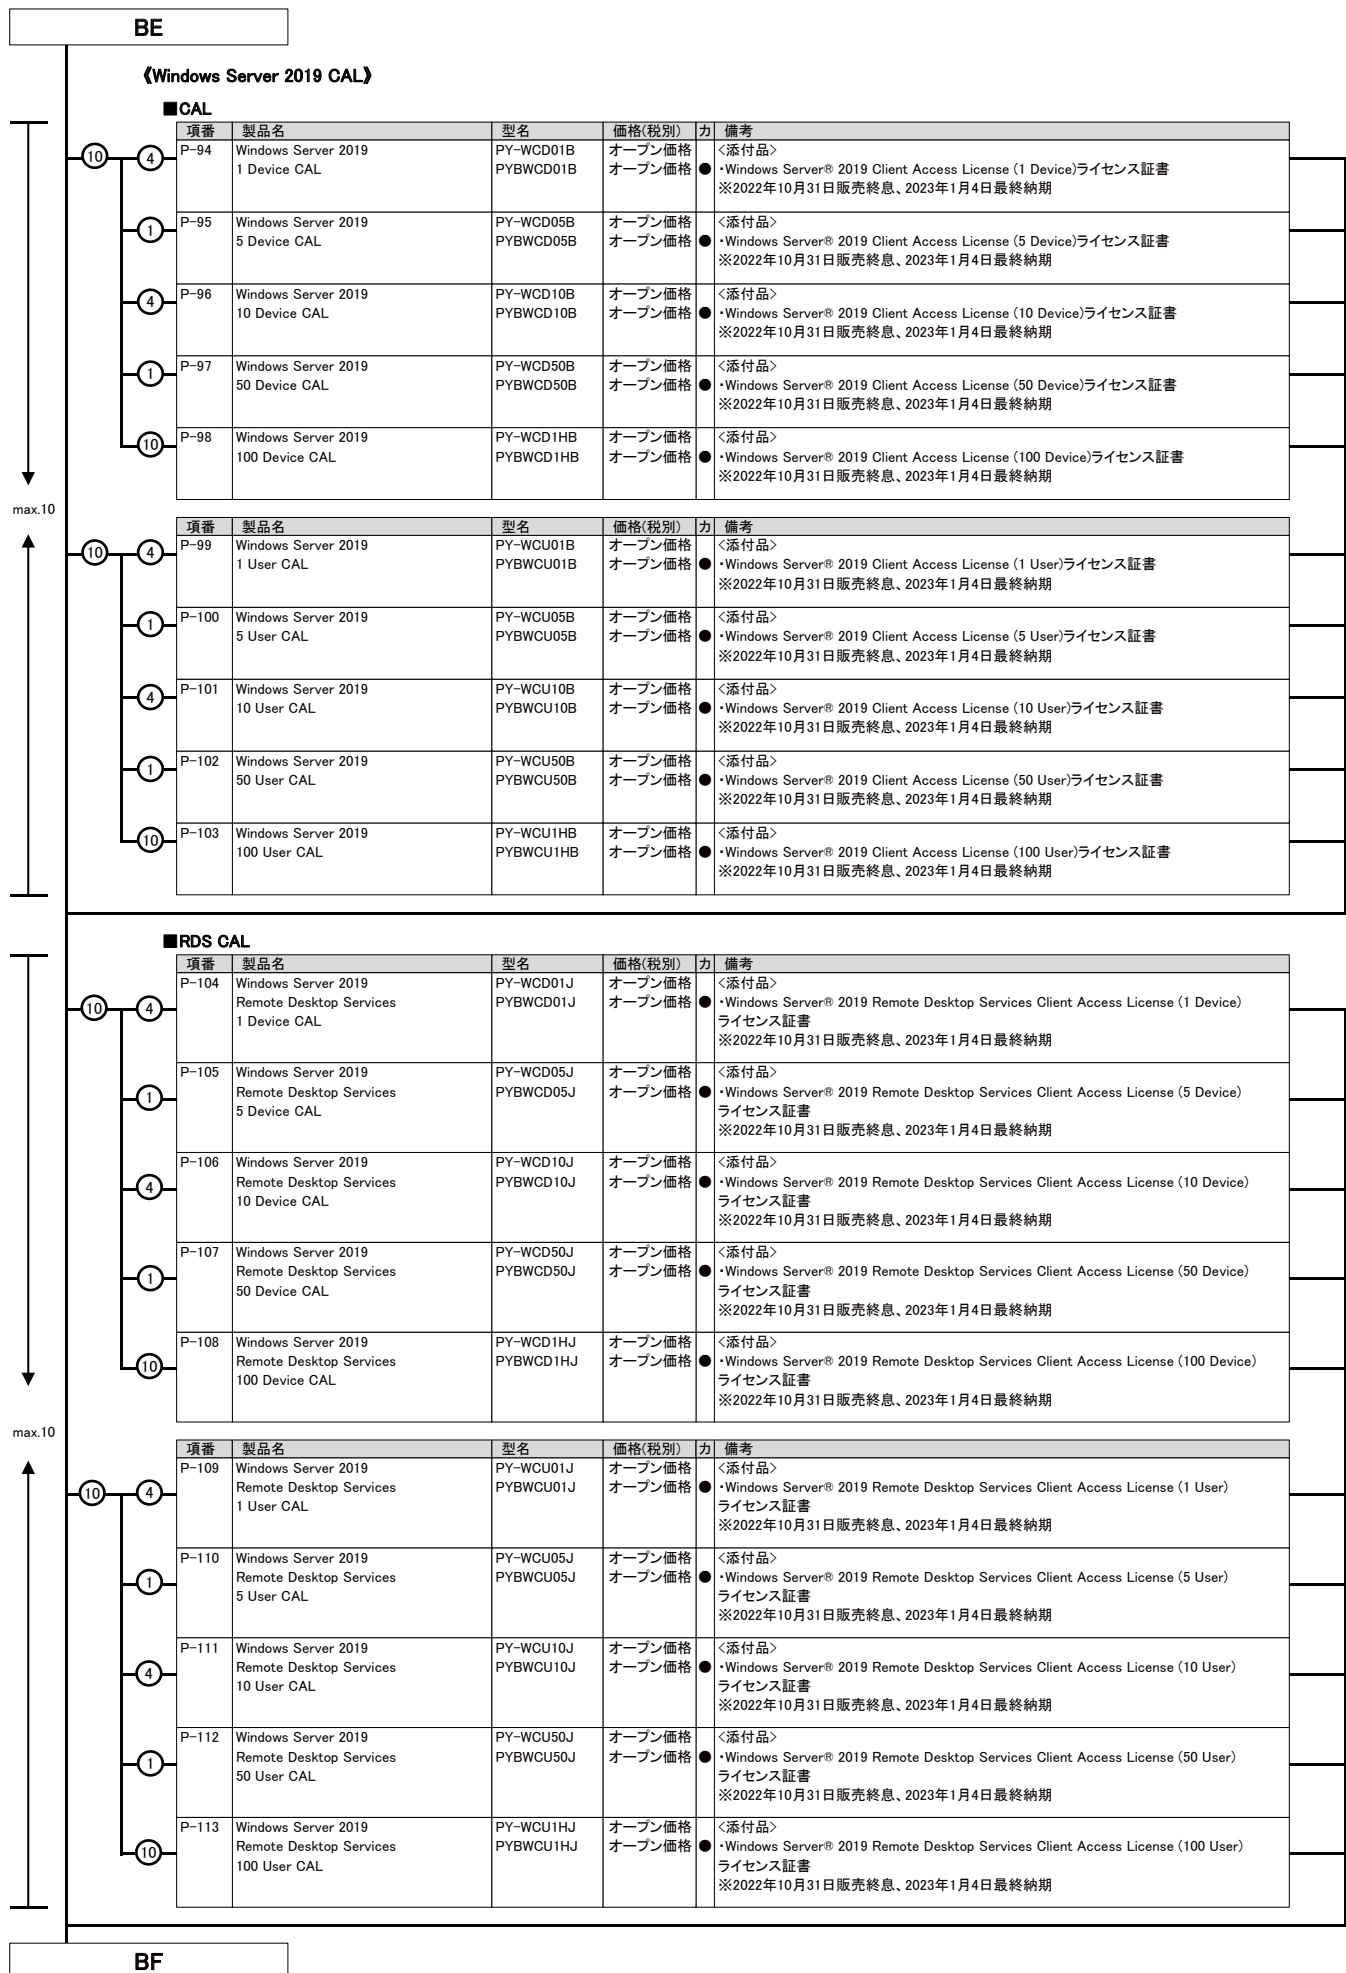 BE
《Windows Server 2019 CAL》
■CAL
項番 製品名 型名 価格(税別) カ 備考
10 4 P-94 Windows Server 2019 PY-WCD01B オープン価格 <添付品>
1 Device CAL PYBWCD01B オープン価格 ● ・Windows Server® 2019 Client Access License (1 Device)ライセンス証書
※2022年10月31日販売終息、2023年1月4日最終納期
1 P-95 Windows Server 2019 PY-WCD05B オープン価格 <添付品>
5 Device CAL PYBWCD05B オープン価格 ● ・Windows Server® 2019 Client Access License (5 Device)ライセンス証書
※2022年10月31日販売終息、2023年1月4日最終納期
4 P-96 Windows Server 2019 PY-WCD10B オープン価格 <添付品>
10 Device CAL PYBWCD10B オープン価格 ● ・Windows Server® 2019 Client Access License (10 Device)ライセンス証書
※2022年10月31日販売終息、2023年1月4日最終納期
1 P-97 Windows Server 2019 PY-WCD50B オープン価格 <添付品>
50 Device CAL PYBWCD50B オープン価格 ● ・Windows Server® 2019 Client Access License (50 Device)ライセンス証書
※2022年10月31日販売終息、2023年1月4日最終納期
10 P-98 Windows Server 2019 PY-WCD1HB オープン価格 <添付品>
100 Device CAL PYBWCD1HB オープン価格 ● ・Windows Server® 2019 Client Access License (100 Device)ライセンス証書
※2022年10月31日販売終息、2023年1月4日最終納期
max.10
項番 製品名 型名 価格(税別) カ 備考
10 4 P-99 Windows Server 2019 PY-WCU01B オープン価格 <添付品>
1 User CAL PYBWCU01B オープン価格 ● ・Windows Server® 2019 Client Access License (1 User)ライセンス証書
※2022年10月31日販売終息、2023年1月4日最終納期
1 P-100 Windows Server 2019 PY-WCU05B オープン価格 <添付品>
5 User CAL PYBWCU05B オープン価格 ● ・Windows Server® 2019 Client Access License (5 User)ライセンス証書
※2022年10月31日販売終息、2023年1月4日最終納期
4 P-101 Windows Server 2019 PY-WCU10B オープン価格 <添付品>
10 User CAL PYBWCU10B オープン価格 ● ・Windows Server® 2019 Client Access License (10 User)ライセンス証書
※2022年10月31日販売終息、2023年1月4日最終納期
1 P-102 Windows Server 2019 PY-WCU50B オープン価格 <添付品>
50 User CAL PYBWCU50B オープン価格 ● ・Windows Server® 2019 Client Access License (50 User)ライセンス証書
※2022年10月31日販売終息、2023年1月4日最終納期
10 P-103 Windows Server 2019 PY-WCU1HB オープン価格 <添付品>
100 User CAL PYBWCU1HB オープン価格 ● ・Windows Server® 2019 Client Access License (100 User)ライセンス証書
※2022年10月31日販売終息、2023年1月4日最終納期
■RDS CAL
項番 製品名 型名 価格(税別) カ 備考
10 4 P-104 Windows Server 2019 PY-WCD01J オープン価格 <添付品>
Remote Desktop Services PYBWCD01J オープン価格 ● ・Windows Server® 2019 Remote Desktop Services Client Access License (1 Device)
1 Device CAL ライセンス証書
※2022年10月31日販売終息、2023年1月4日最終納期
1 P-105 Windows Server 2019 PY-WCD05J オープン価格 <添付品>
Remote Desktop Services PYBWCD05J オープン価格 ● ・Windows Server® 2019 Remote Desktop Services Client Access License (5 Device)
5 Device CAL ライセンス証書
※2022年10月31日販売終息、2023年1月4日最終納期
4 P-106 Windows Server 2019 PY-WCD10J オープン価格 <添付品>
Remote Desktop Services PYBWCD10J オープン価格 ● ・Windows Server® 2019 Remote Desktop Services Client Access License (10 Device)
10 Device CAL ライセンス証書
※2022年10月31日販売終息、2023年1月4日最終納期
1 P-107 Windows Server 2019 PY-WCD50J オープン価格 <添付品>
Remote Desktop Services PYBWCD50J オープン価格 ● ・Windows Server® 2019 Remote Desktop Services Client Access License (50 Device)
50 Device CAL ライセンス証書
※2022年10月31日販売終息、2023年1月4日最終納期
10 P-108 Windows Server 2019 PY-WCD1HJ オープン価格 <添付品>
Remote Desktop Services PYBWCD1HJ オープン価格 ● ・Windows Server® 2019 Remote Desktop Services Client Access License (100 Device)
100 Device CAL ライセンス証書
※2022年10月31日販売終息、2023年1月4日最終納期
max.10
項番 製品名 型名 価格(税別) カ 備考
10 4 P-109 Windows Server 2019 PY-WCU01J オープン価格 <添付品>
Remote Desktop Services PYBWCU01J オープン価格 ● ・Windows Server® 2019 Remote Desktop Services Client Access License (1 User)
1 User CAL ライセンス証書
※2022年10月31日販売終息、2023年1月4日最終納期
1 P-110 Windows Server 2019 PY-WCU05J オープン価格 <添付品>
Remote Desktop Services PYBWCU05J オープン価格 ● ・Windows Server® 2019 Remote Desktop Services Client Access License (5 User)
5 User CAL ライセンス証書
※2022年10月31日販売終息、2023年1月4日最終納期
4 P-111 Windows Server 2019 PY-WCU10J オープン価格 <添付品>
Remote Desktop Services PYBWCU10J オープン価格 ● ・Windows Server® 2019 Remote Desktop Services Client Access License (10 User)
10 User CAL ライセンス証書
※2022年10月31日販売終息、2023年1月4日最終納期
1 P-112 Windows Server 2019 PY-WCU50J オープン価格 <添付品>
Remote Desktop Services PYBWCU50J オープン価格 ● ・Windows Server® 2019 Remote Desktop Services Client Access License (50 User)
50 User CAL ライセンス証書
※2022年10月31日販売終息、2023年1月4日最終納期
10 P-113 Windows Server 2019 PY-WCU1HJ オープン価格 <添付品>
Remote Desktop Services PYBWCU1HJ オープン価格 ● ・Windows Server® 2019 Remote Desktop Services Client Access License (100 User)
100 User CAL ライセンス証書
※2022年10月31日販売終息、2023年1月4日最終納期
BF